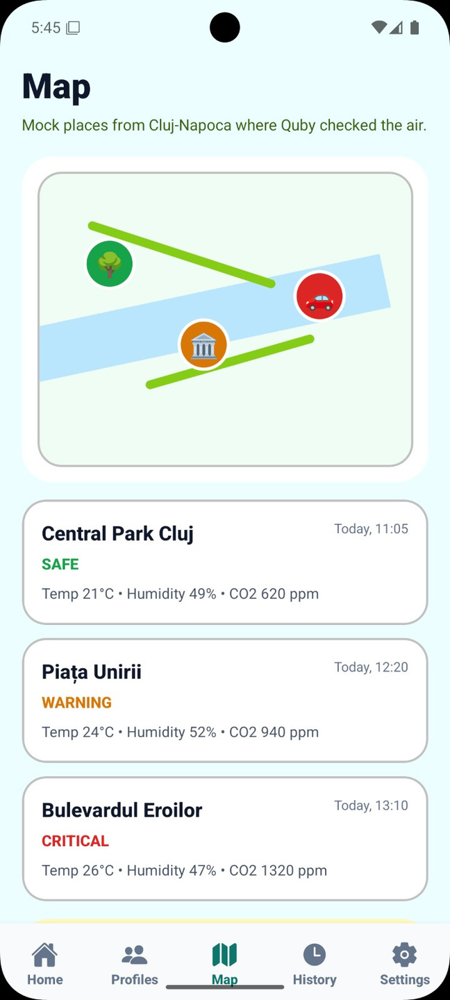 5:45
Map
Mock places from Cluj-Napoca where Quby checked the air.
Central Park Cluj
Today, 11:05
SAFE
Temp 21°C • Humidity 49% • CO2 620 ppm
Piața Unirii
Today, 12:20
WARNING
Temp 24°C • Humidity 52% • CO2 940 ppm
Bulevardul Eroilor
Today, 13:10
CRITICAL
Temp 26°C • Humidity 47% • CO2 1320 ppm
Home
Profiles
Map
History
Settings